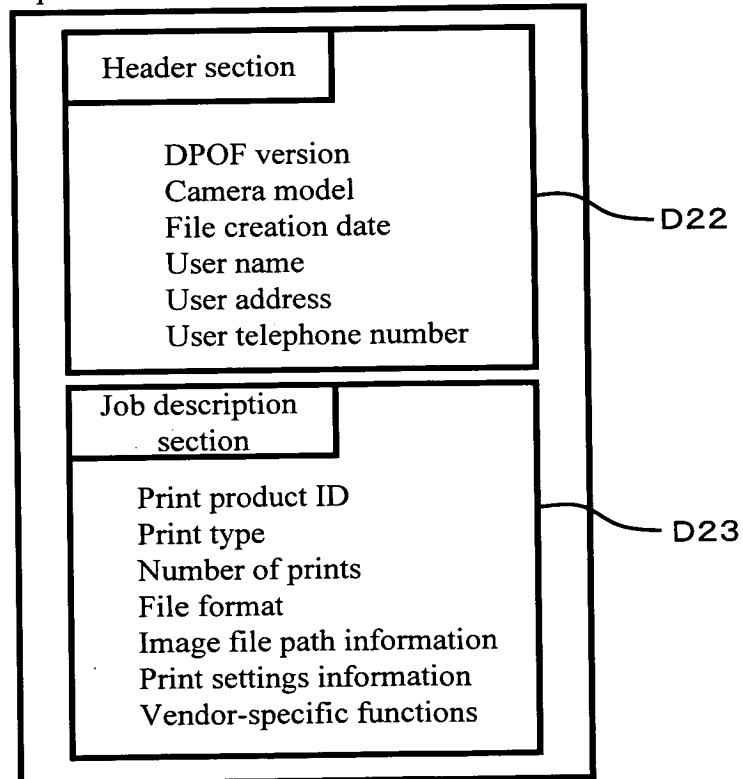 Header section
DPOF version
Camera model
File creation date
User name
User address
User telephone number
D22
Job description
section
Print product ID
Print type
Number of prints
File format
Image file path information
Print settings information
Vendor-specific functions
D23